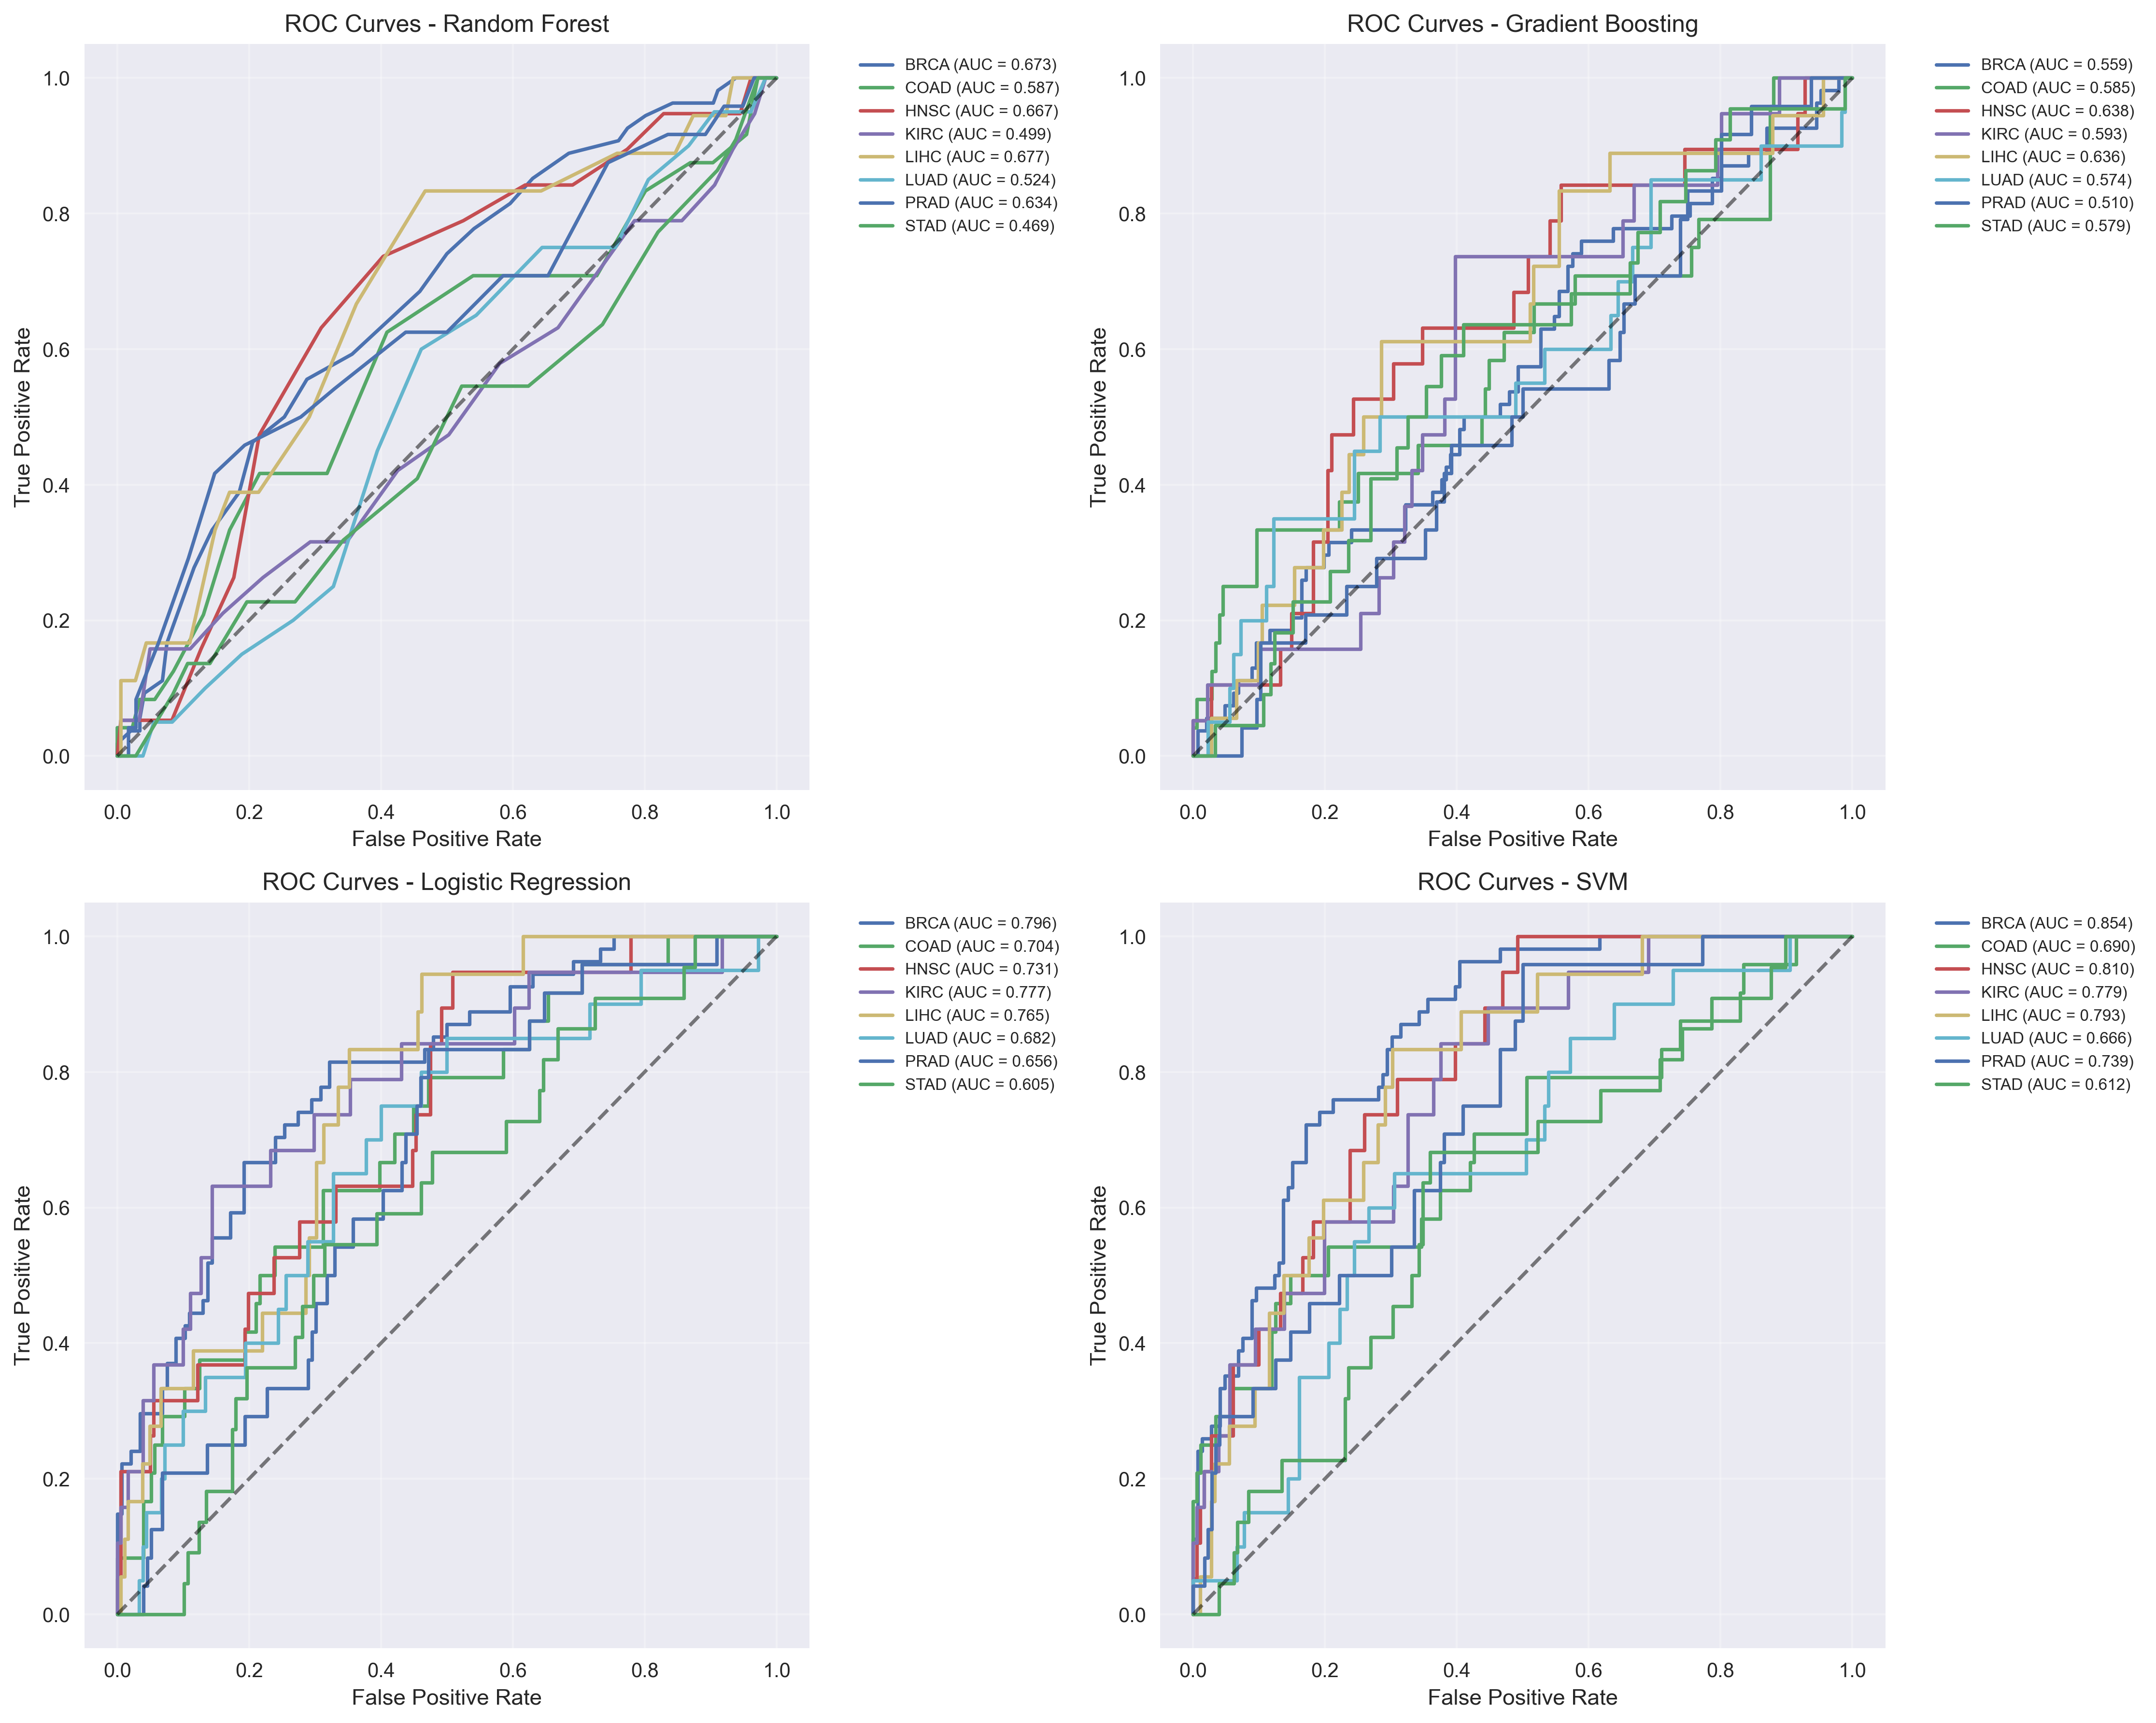 ROC Curves - Random Forest
True Positive Rate
1.0
0.8
0.6
0.4
0.2
0.0
0.0 0.2 0.4 0.6 0.8 1.0
False Positive Rate
BRCA (AUC = 0.673)
COAD (AUC = 0.587)
HNSC (AUC = 0.667)
KIRC (AUC = 0.499)
LIHC (AUC = 0.677)
LUAD (AUC = 0.524)
PRAD (AUC = 0.634)
STAD (AUC = 0.469)
ROC Curves - Gradient Boosting
True Positive Rate
1.0
0.8
0.6
0.4
0.2
0.0
0.0 0.2 0.4 0.6 0.8 1.0
False Positive Rate
BRCA (AUC = 0.559)
COAD (AUC = 0.585)
HNSC (AUC = 0.638)
KIRC (AUC = 0.593)
LIHC (AUC = 0.636)
LUAD (AUC = 0.574)
PRAD (AUC = 0.510)
STAD (AUC = 0.579)
ROC Curves - Logistic Regression
True Positive Rate
1.0
0.8
0.6
0.4
0.2
0.0
0.0 0.2 0.4 0.6 0.8 1.0
False Positive Rate
BRCA (AUC = 0.796)
COAD (AUC = 0.704)
HNSC (AUC = 0.731)
KIRC (AUC = 0.777)
LIHC (AUC = 0.765)
LUAD (AUC = 0.682)
PRAD (AUC = 0.656)
STAD (AUC = 0.605)
ROC Curves - SVM
True Positive Rate
1.0
0.8
0.6
0.4
0.2
0.0
0.0 0.2 0.4 0.6 0.8 1.0
False Positive Rate
BRCA (AUC = 0.854)
COAD (AUC = 0.690)
HNSC (AUC = 0.810)
KIRC (AUC = 0.779)
LIHC (AUC = 0.793)
LUAD (AUC = 0.666)
PRAD (AUC = 0.739)
STAD (AUC = 0.612)